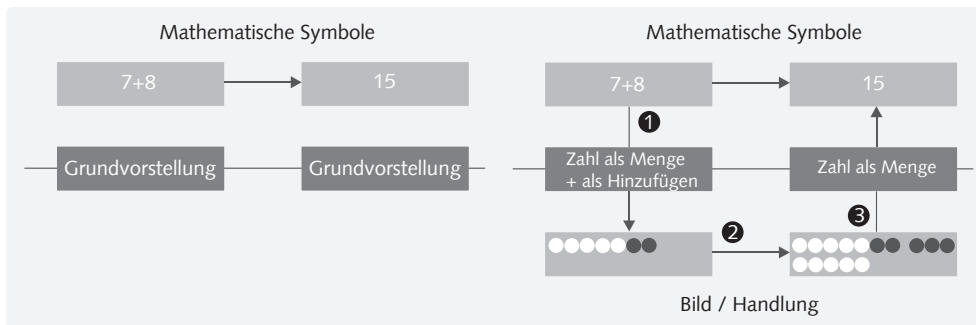 Mathematische Symbole
7+8
15
Grundvorstellung
Grundvorstellung
Mathematische Symbole
7+8
15
1
Zahl als Menge
+ als Hinzufügen
Zahl als Menge
2
3
Bild / Handlung